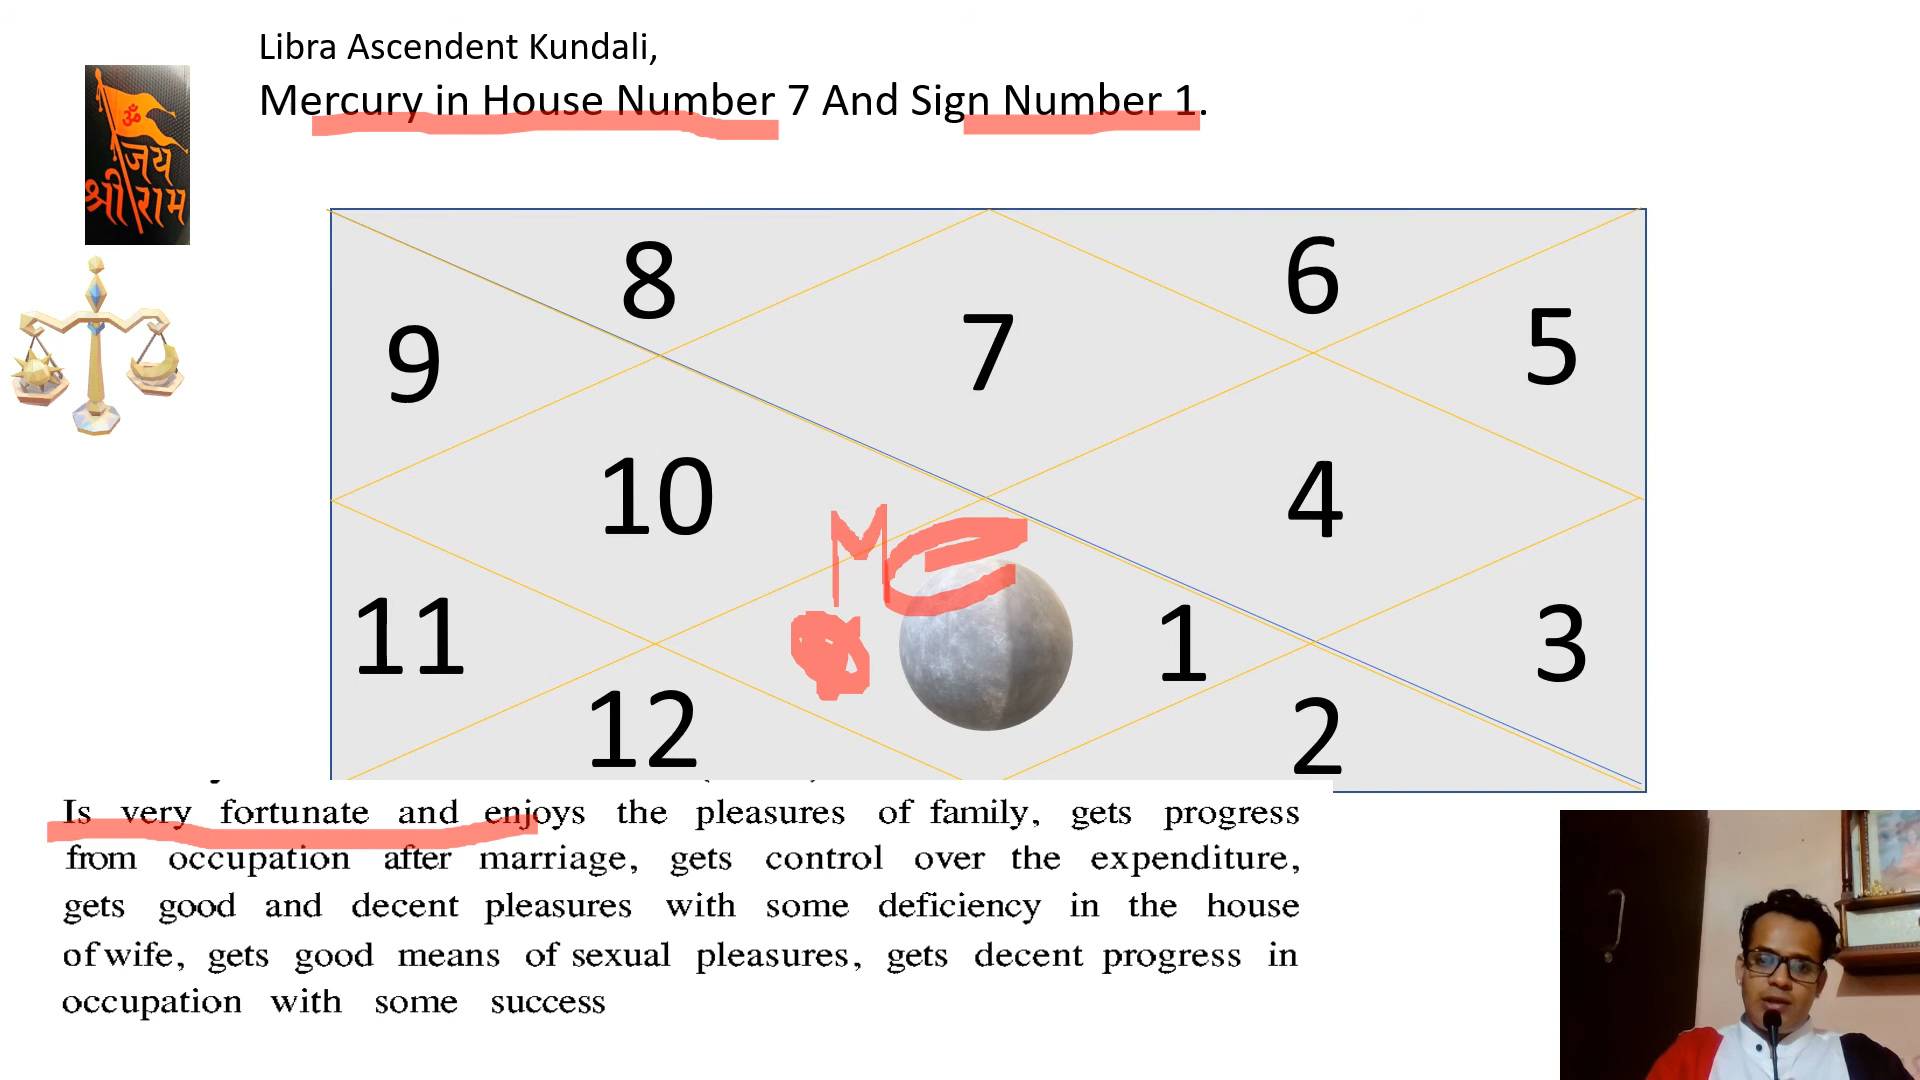 Libra Ascendent Kundali,
Mercury in House Number 7 And Sign Number 1.
ॐ
जय
श्री राम
8
6
9
7
5
10
4
ME
11
1
3
12
2
Is very fortunate and enjoys the pleasures of family, gets progress
from occupation after marriage, gets control over the expenditure,
gets good and decent pleasures with some deficiency in the house
of wife, gets good means of sexual pleasures, gets decent progress in
occupation with some success